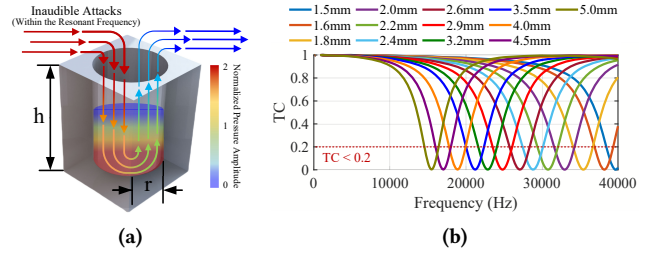 Inaudible Attacks
(Within the Resonant Frequency)
h
r
2
1
0
Normalized Pressure Amplitude
(a)
1.5mm 2.0mm 2.6mm 3.5mm 5.0mm
1.6mm 2.2mm 2.9mm 4.0mm
1.8mm 2.4mm 3.2mm 4.5mm
1
0.8
0.6
0.4
0.2
0
TC
TC < 0.2
0 10000 20000 30000 40000
Frequency (Hz)
(b)